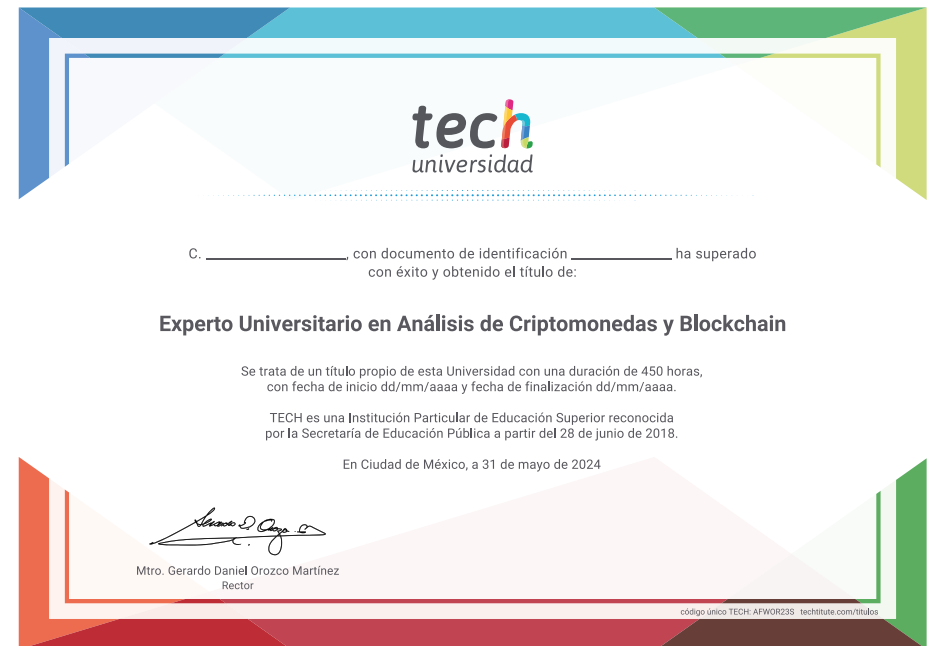 tech
universidad
C. ____________, con documento de identificación ____________ ha superado
con éxito y obtenido el título de:
Experto Universitario en Análisis de Criptomonedas y Blockchain
Se trata de un título propio de esta Universidad con una duración de 450 horas,
con fecha de inicio dd/mm/aaaa y fecha de finalización dd/mm/aaaa.
TECH es una Institución Particular de Educación Superior reconocida
por la Secretaría de Educación Pública a partir del 28 de junio de 2018.
En Ciudad de México, a 31 de mayo de 2024
Mtro. Gerardo Daniel Orozco Martínez
Rector
código único TECH: AFWOR23S techtitute.com/titulos